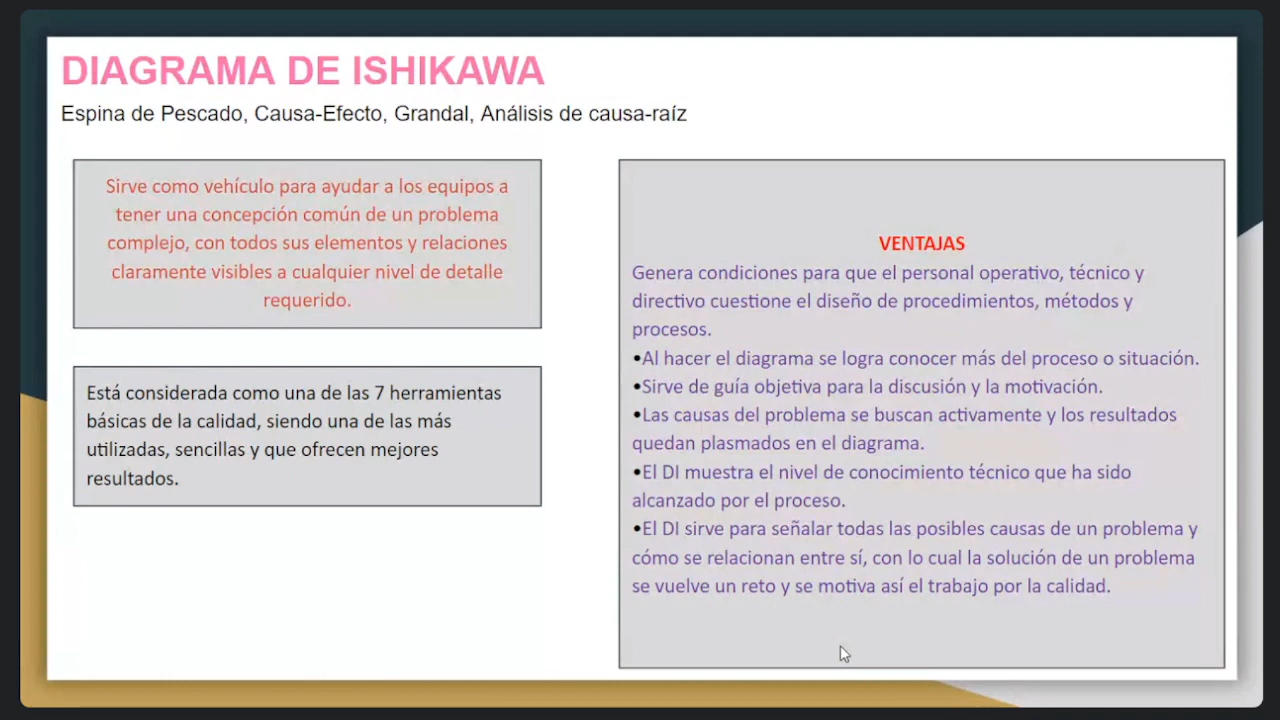 DIAGRAMA DE ISHIKAWA
Espina de Pescado, Causa-Efecto, Grandal, Análisis de causa-raíz
Sirve como vehículo para ayudar a los equipos a
tener una concepción común de un problema
complejo, con todos sus elementos y relaciones
claramente visibles a cualquier nivel de detalle
requerido.
Está considerada como una de las 7 herramientas
básicas de la calidad, siendo una de las más
utilizadas, sencillas y que ofrecen mejores
resultados.
VENTAJAS
Genera condiciones para que el personal operativo, técnico y
directivo cuestione el diseño de procedimientos, métodos y
procesos.
•Al hacer el diagrama se logra conocer más del proceso o situación.
•Sirve de guía objetiva para la discusión y la motivación.
•Las causas del problema se buscan activamente y los resultados
quedan plasmados en el diagrama.
•El DI muestra el nivel de conocimiento técnico que ha sido
alcanzado por el proceso.
•El DI sirve para señalar todas las posibles causas de un problema y
cómo se relacionan entre sí, con lo cual la solución de un problema
se vuelve un reto y se motiva así el trabajo por la calidad.